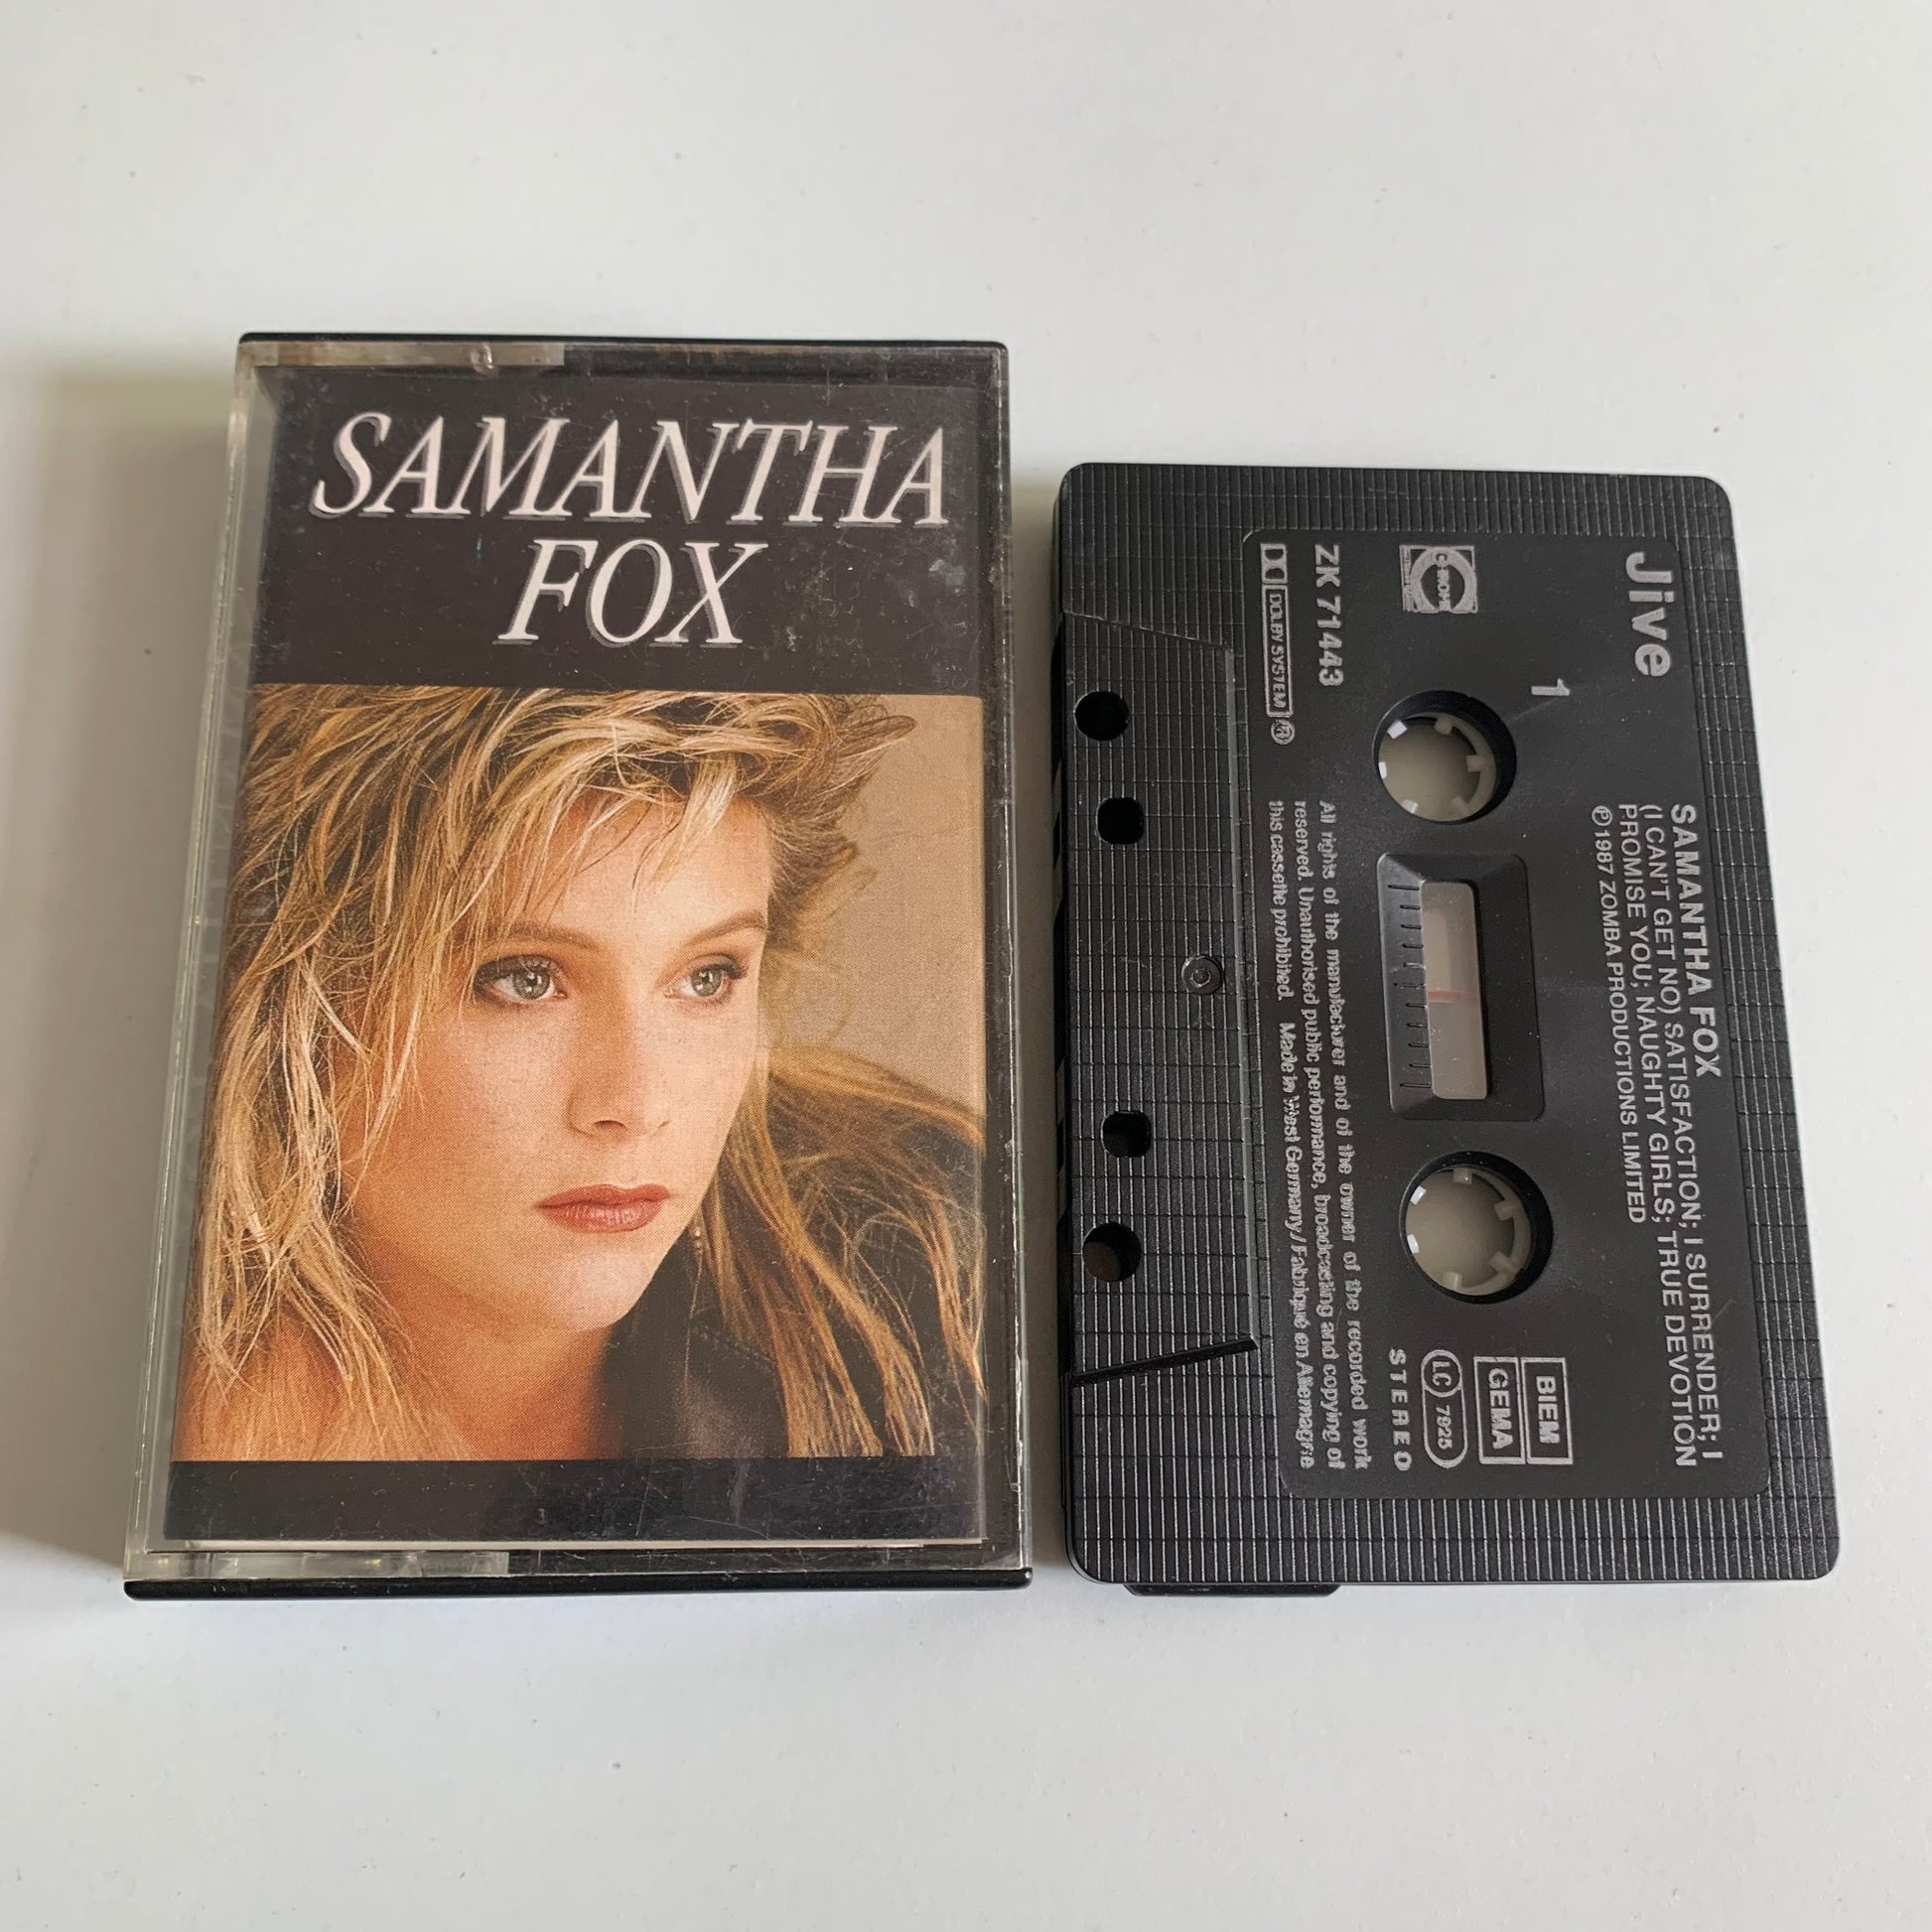 SAMANTHA
FOX
Jive
SAMANTHA FOX
(I CAN'T GET NO) SATISFACTION; I SURRENDER; I
PROMISE YOU; NAUGHTY GIRLS; TRUE DEVOTION
℗1987 ZOMBA PRODUCTIONS LIMITED
1
CHROME
BIEM
GEMA
LC 7925
STEREO
ZK 71443
DOLBY SYSTEM
All rights of the manufacturer and of the owner of the recorded work
reserved. Unauthorised public performance, broadcasting and copying of
this cassette prohibited. Made in West Germany/Fabriqué en Allemagne